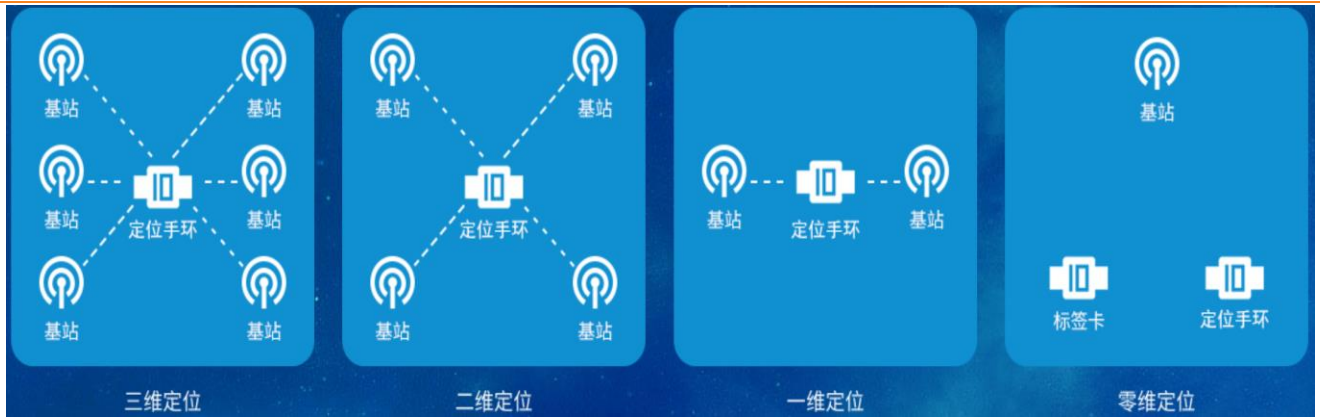 基站 基站 基站 基站 基站
基站 基站 基站 基站
定位手环 定位手环 定位手环
基站 基站 基站 基站
标签卡 定位手环
三维定位 二维定位 一维定位 零维定位